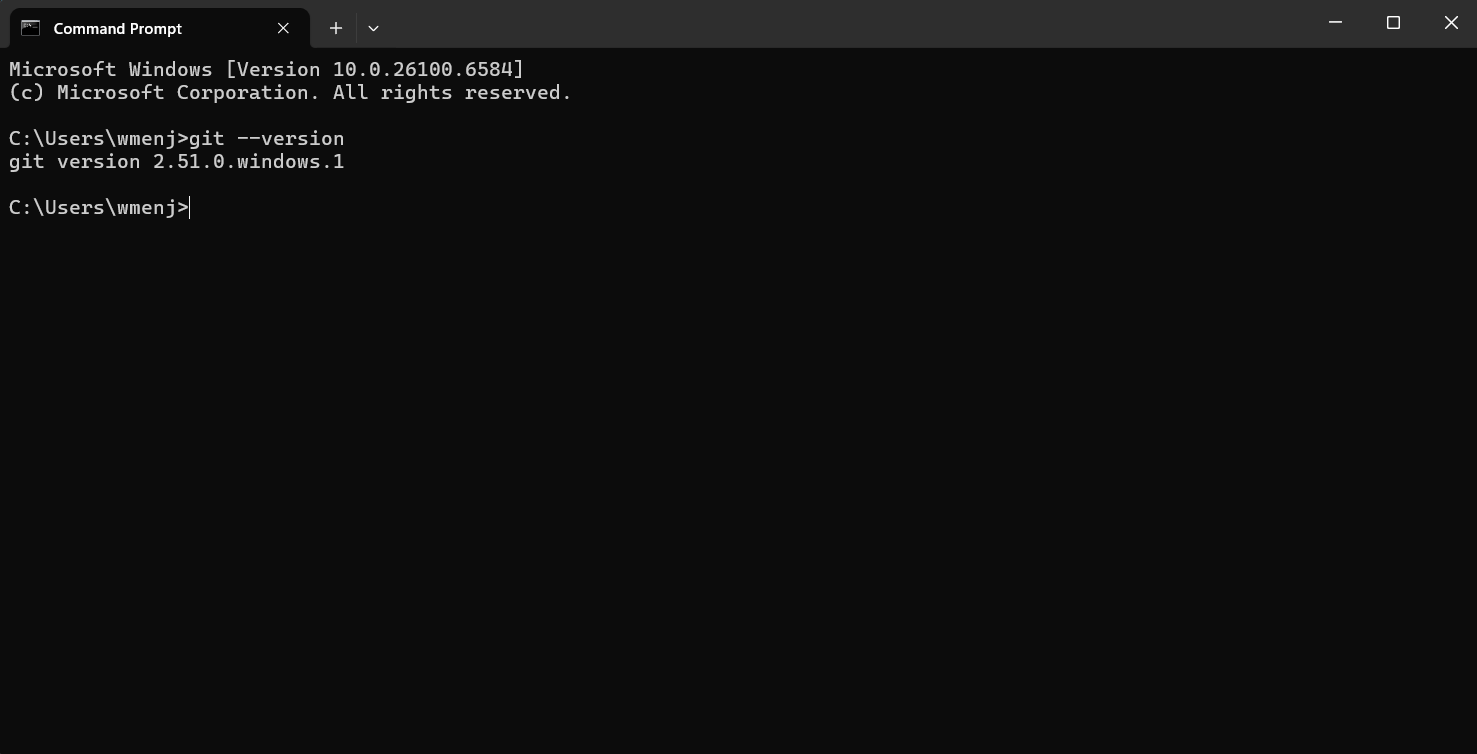 Command Prompt
Microsoft Windows [Version 10.0.26100.6584]
(c) Microsoft Corporation. All rights reserved.
C:\Users\wmenj>git --version
git version 2.51.0.windows.1
C:\Users\wmenj>